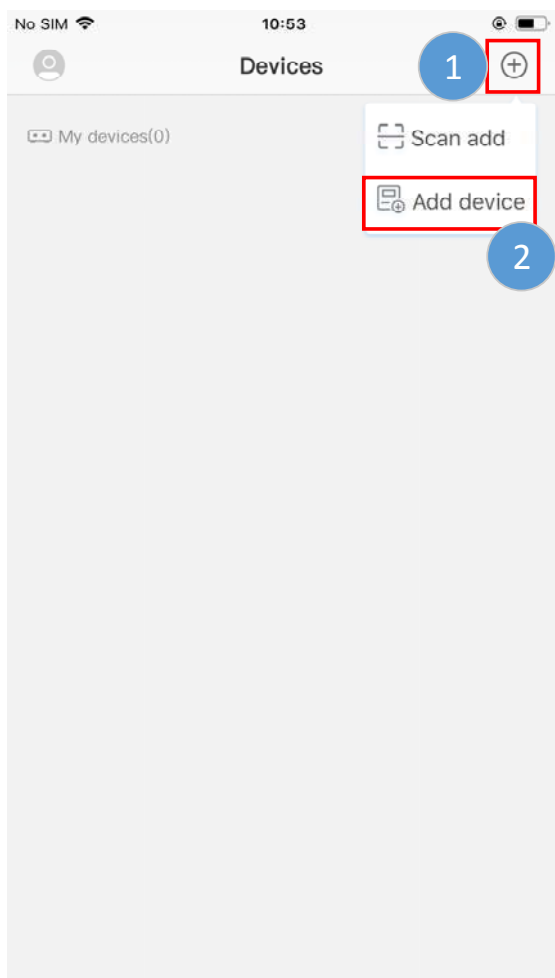 No SIM 10:53
Devices 1
My devices(0)
Scan add
Add device
2